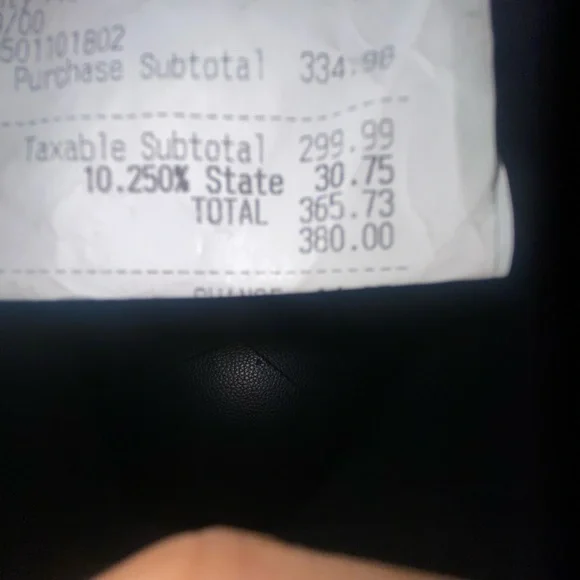 501101802
Purchase Subtotal 334.98
Taxable Subtotal 299.99
10.250% State 30.75
TOTAL 365.73
380.00